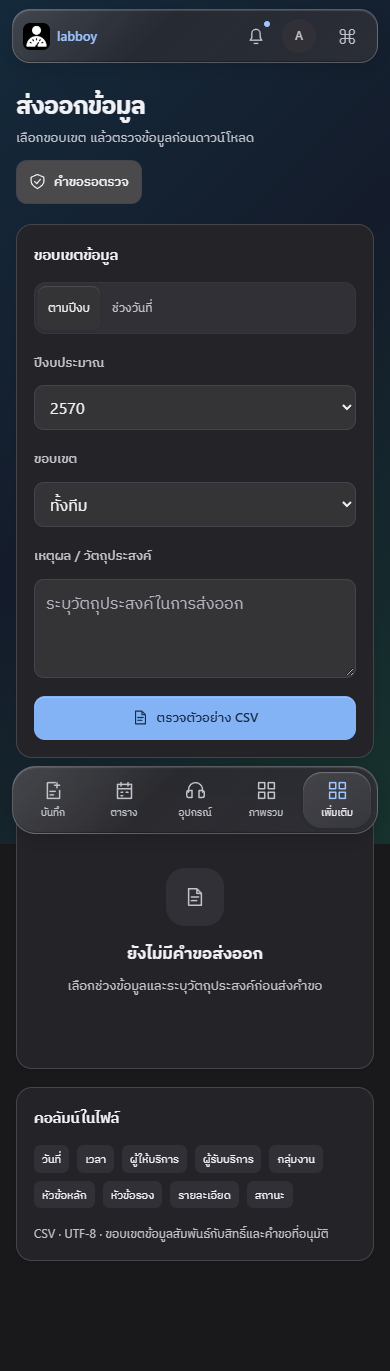 labboy
A
ส่งออกข้อมูล
เลือกขอบเขต แล้วตรวจข้อมูลก่อนดาวน์โหลด
คำขอรอตรวจ
ขอบเขตข้อมูล
ตามปีงบ ช่วงวันที่
ปีงบประมาณ
2570
ขอบเขต
ทั้งทีม
เหตุผล / วัตถุประสงค์
ระบุวัตถุประสงค์ในการส่งออก
ตรวจตัวอย่าง CSV
บันทึก ตาราง อุปกรณ์ ภาพรวม เพิ่มเติม
ยังไม่มีคำขอส่งออก
เลือกช่วงข้อมูลและระบุวัตถุประสงค์ก่อนส่งคำขอ
คอลัมน์ในไฟล์
วันที่ เวลา ผู้ให้บริการ ผู้รับบริการ กลุ่มงาน
หัวข้อหลัก หัวข้อรอง รายละเอียด สถานะ
CSV · UTF-8 · ขอบเขตข้อมูลสัมพันธ์กับสิทธิ์และคำขอที่อนุมัติ